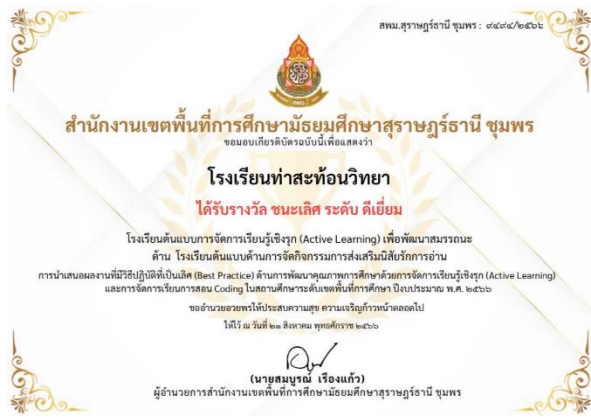 สพม.สุราษฎร์ธานี ชุมพร : ๙๔๙๔/๒๕๖๖
สำนักงานเขตพื้นที่การศึกษามัธยมศึกษาสุราษฎร์ธานี ชุมพร
ขอมอบเกียรติบัตรฉบับนี้เพื่อแสดงว่า
โรงเรียนท่าสะท้อนวิทยา
ได้รับรางวัล ชนะเลิศ ระดับ ดีเยี่ยม
โรงเรียนต้นแบบการจัดการเรียนรู้เชิงรุก (Active Learning) เพื่อพัฒนาสมรรถนะ
ด้าน โรงเรียนต้นแบบด้านการจัดกิจกรรมการส่งเสริมนิสัยรักการอ่าน
การนำเสนอผลงานที่มีวิธีปฏิบัติที่เป็นเลิศ (Best Practice) ด้านการพัฒนาคุณภาพการศึกษาด้วยการจัดการเรียนรู้เชิงรุก (Active Learning)
และการจัดการเรียนการสอน Coding ในสถานศึกษาระดับเขตพื้นที่การศึกษา ปีงบประมาณ พ.ศ. ๒๕๖๖
ขออำนวยอวยพรให้ประสบความสุข ความเจริญก้าวหน้าตลอดไป
ให้ไว้ ณ วันที่ ๒๑ สิงหาคม พุทธศักราช ๒๕๖๖
(นายสมบูรณ์ เรืองแก้ว)
ผู้อำนวยการสำนักงานเขตพื้นที่การศึกษามัธยมศึกษาสุราษฎร์ธานี ชุมพร